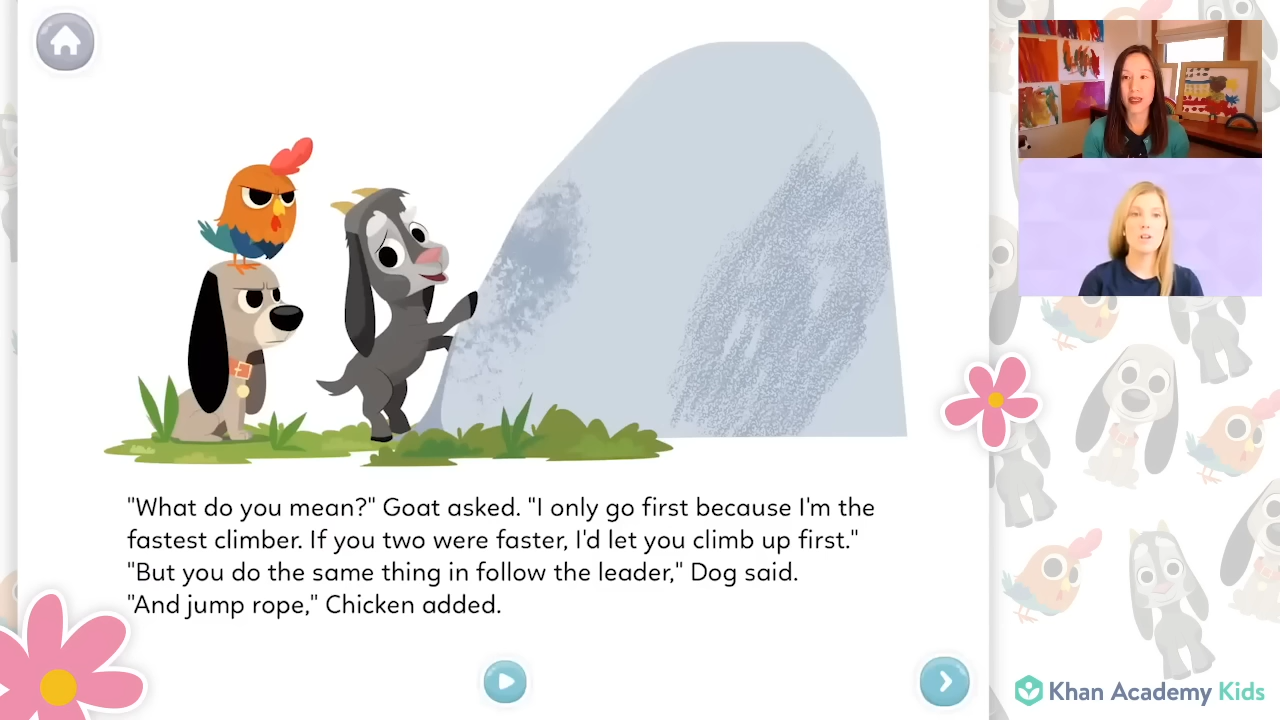 "What do you mean?" Goat asked. "I only go first because I'm the
fastest climber. If you two were faster, I'd let you climb up first."
"But you do the same thing in follow the leader," Dog said.
"And jump rope," Chicken added.
Khan Academy Kids